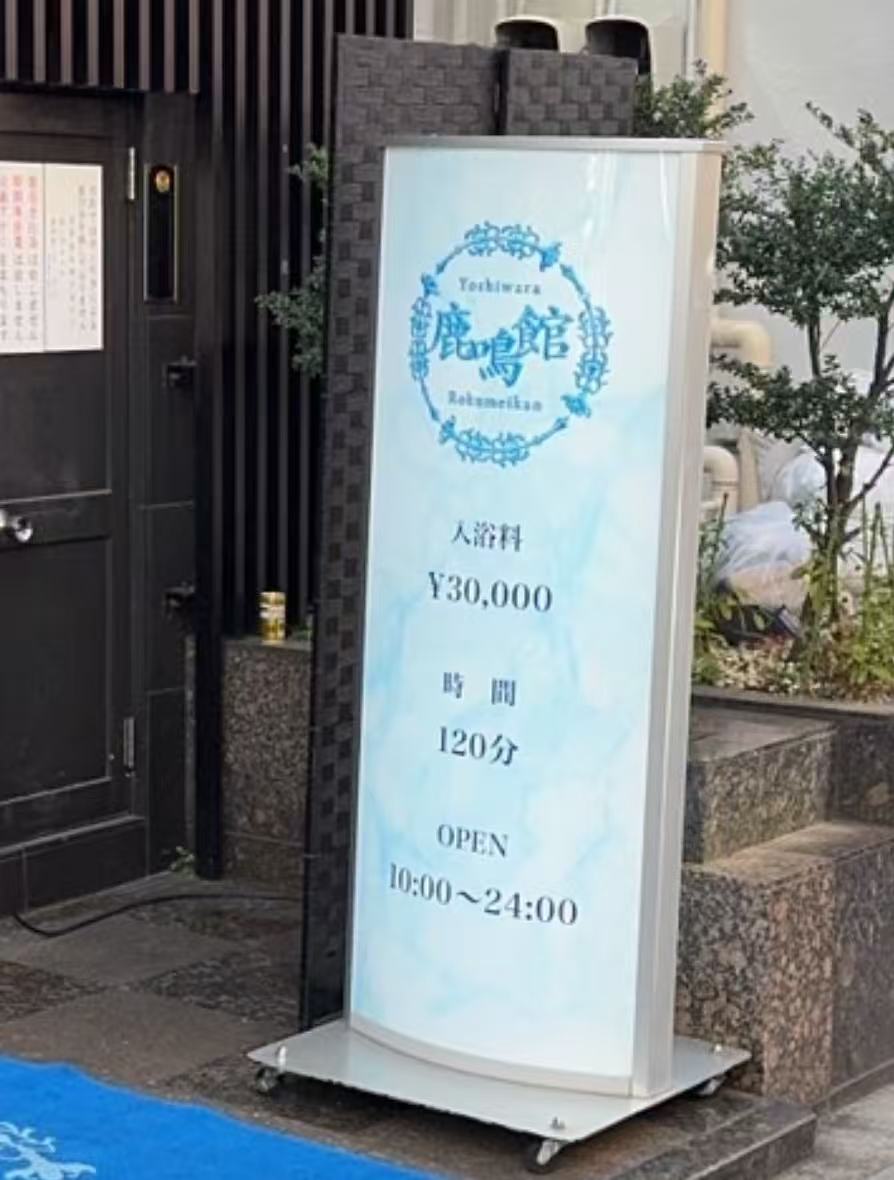 Yoshiwara
鹿鳴館
Rokumeikan
入浴料
¥30,000
時 間
120分
OPEN
10:00〜24:00